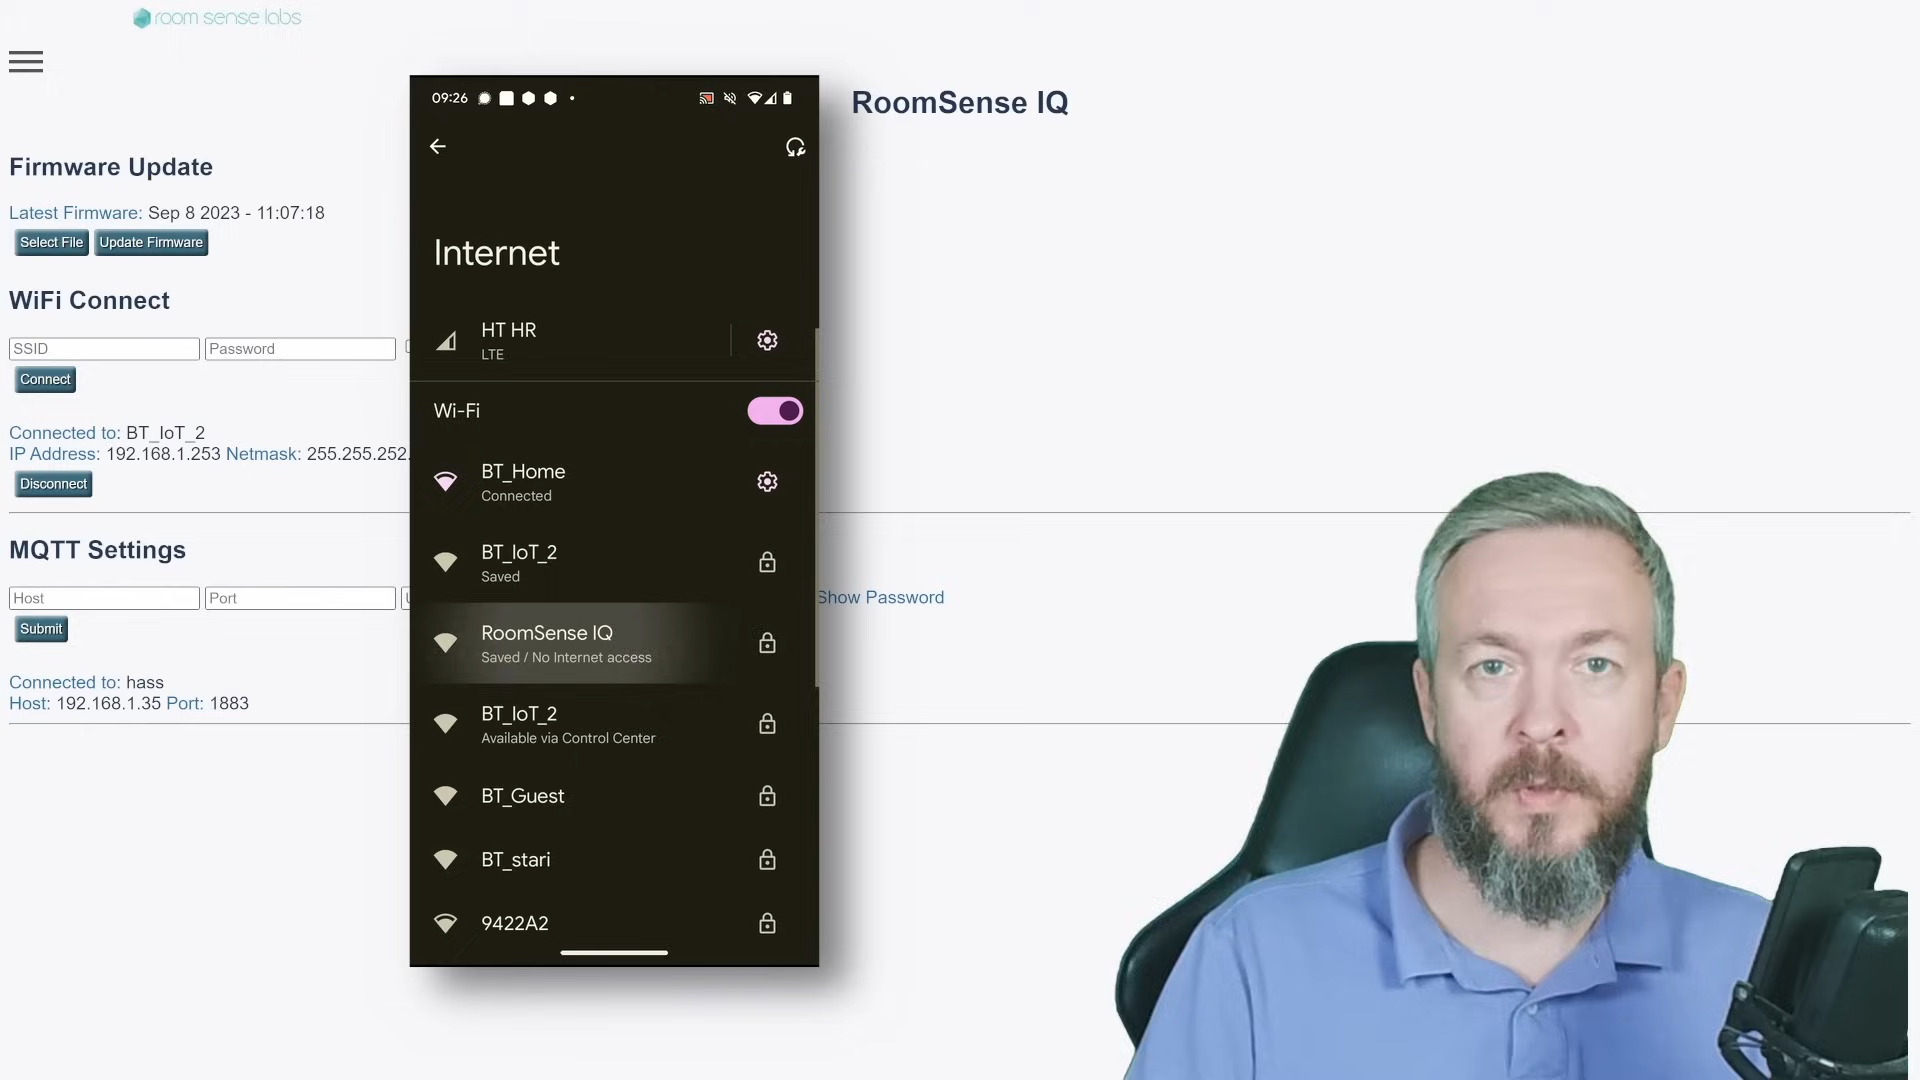 room sense labs
RoomSense IQ
Firmware Update
Latest Firmware: Sep 8 2023 - 11:07:18
Select File Update Firmware
WiFi Connect
SSID Password
Connect
Connected to: BT_IoT_2
IP Address: 192.168.1.253 Netmask: 255.255.252.
Disconnect
MQTT Settings
Host Port Show Password
Submit
Connected to: hass
Host: 192.168.1.35 Port: 1883
09:26
Internet
HT HR
LTE
Wi-Fi
BT_Home
Connected
BT_IoT_2
Saved
RoomSense IQ
Saved / No Internet access
BT_IoT_2
Available via Control Center
BT_Guest
BT_stari
9422A2